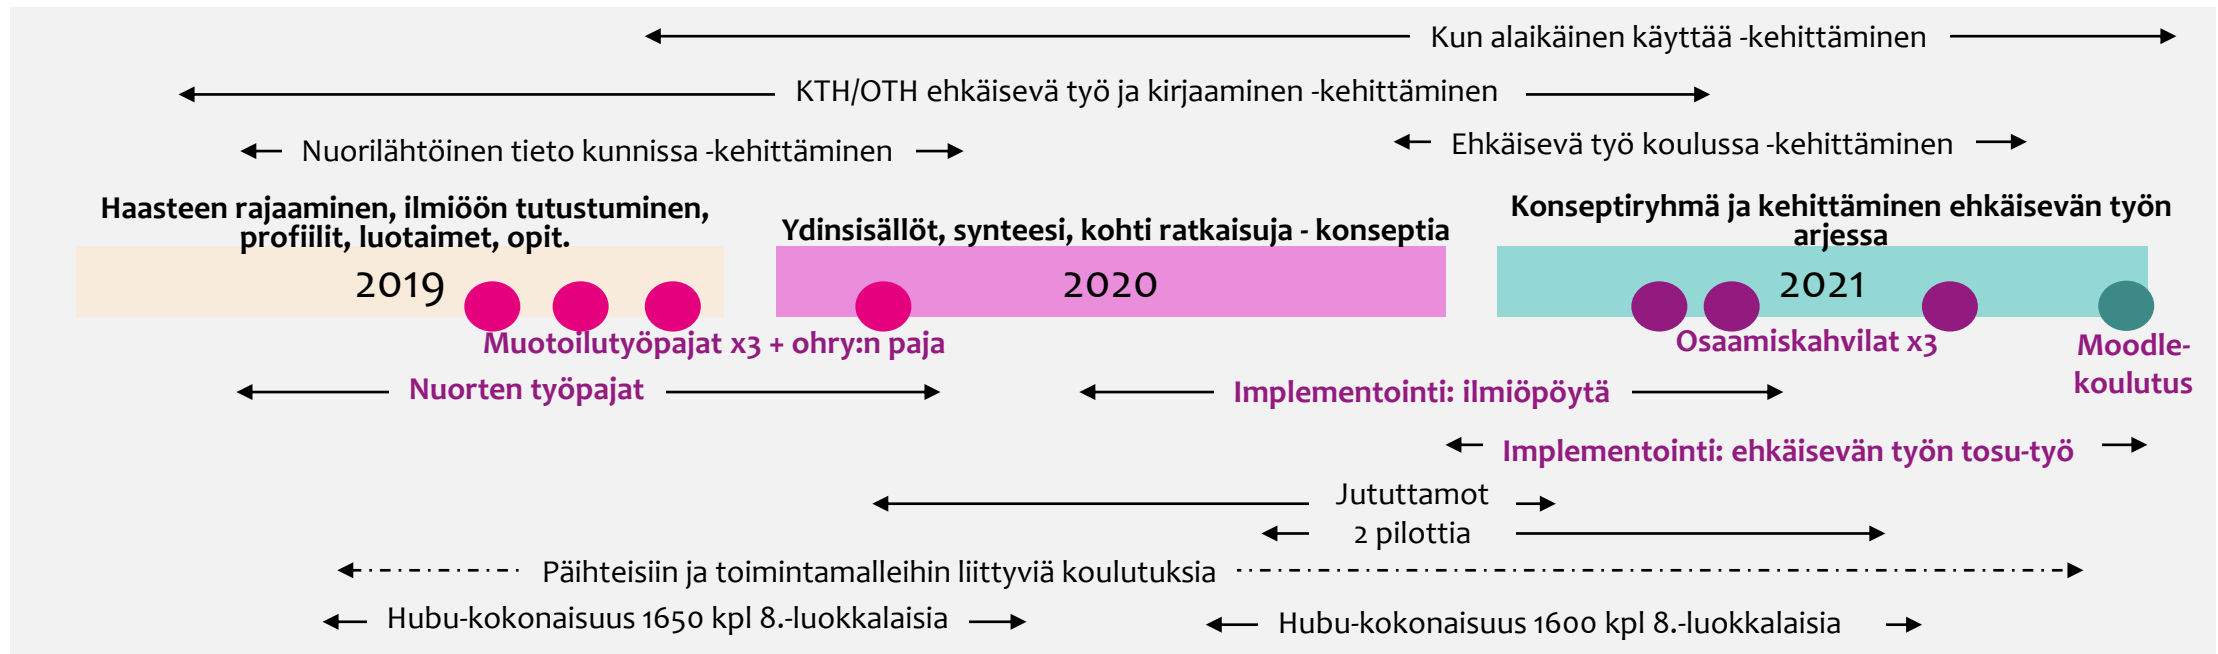 Kun alaikäinen käyttää -kehittäminen
KTH/OTH ehkäisevä työ ja kirjaaminen -kehittäminen
Nuorilähtöinen tieto kunnissa -kehittäminen
Ehkäisevä työ koulussa -kehittäminen
Haasteen rajaaminen, ilmiöön tutustuminen,
profiilit, luotaimet, opit.
Ydinsisällöt, synteesi, kohti ratkaisuja - konseptia
Konseptiryhmä ja kehittäminen ehkäisevän työn
arjessa
2019
2020
2021
Muotoilutyöpajat x3 + ohry:n paja
Osaamiskahvilat x3
Moodle-
koulutus
Nuorten työpajat
Implementointi: ilmiöpöytä
Implementointi: ehkäisevän työn tosu-työ
Jututtamot
2 pilottia
Päihteisiin ja toimintamalleihin liittyviä koulutuksia
Hubu-kokonaisuus 1650 kpl 8.-luokkalaisia
Hubu-kokonaisuus 1600 kpl 8.-luokkalaisia